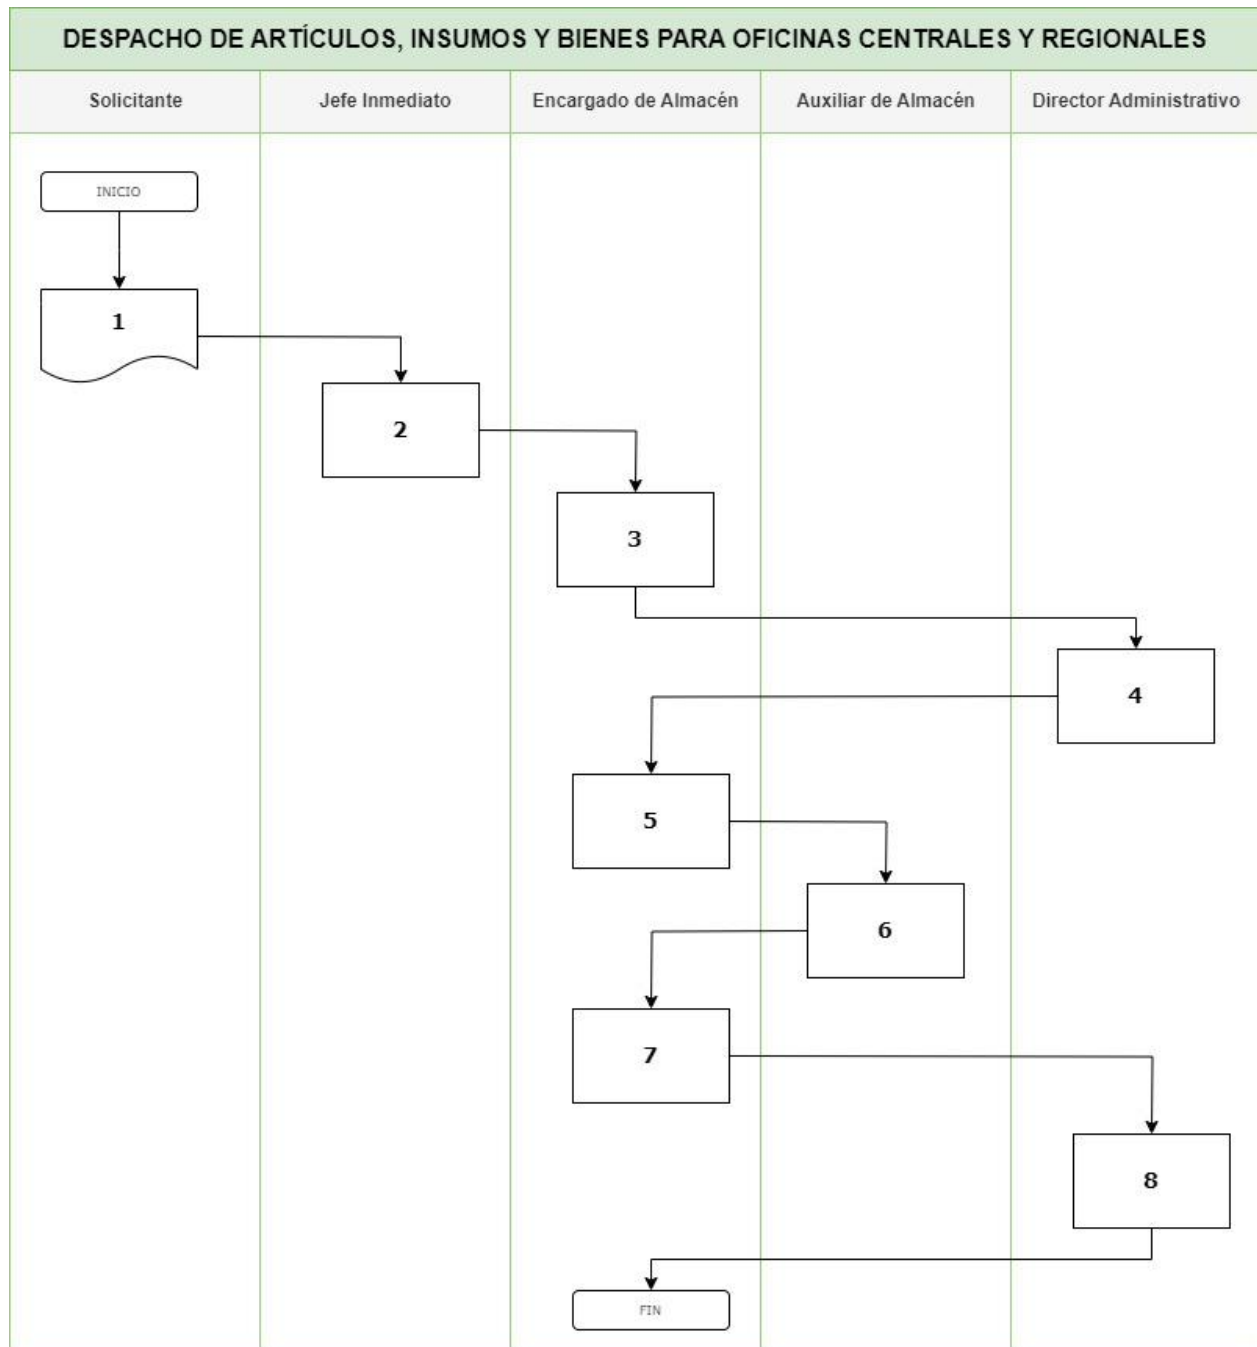 DESPACHO DE ARTÍCULOS, INSUMOS Y BIENES PARA OFICINAS CENTRALES Y REGIONALES
Solicitante
Jefe Inmediato
Encargado de Almacén
Auxiliar de Almacén
Director Administrativo
INICIO
1
2
3
4
5
6
7
8
FIN